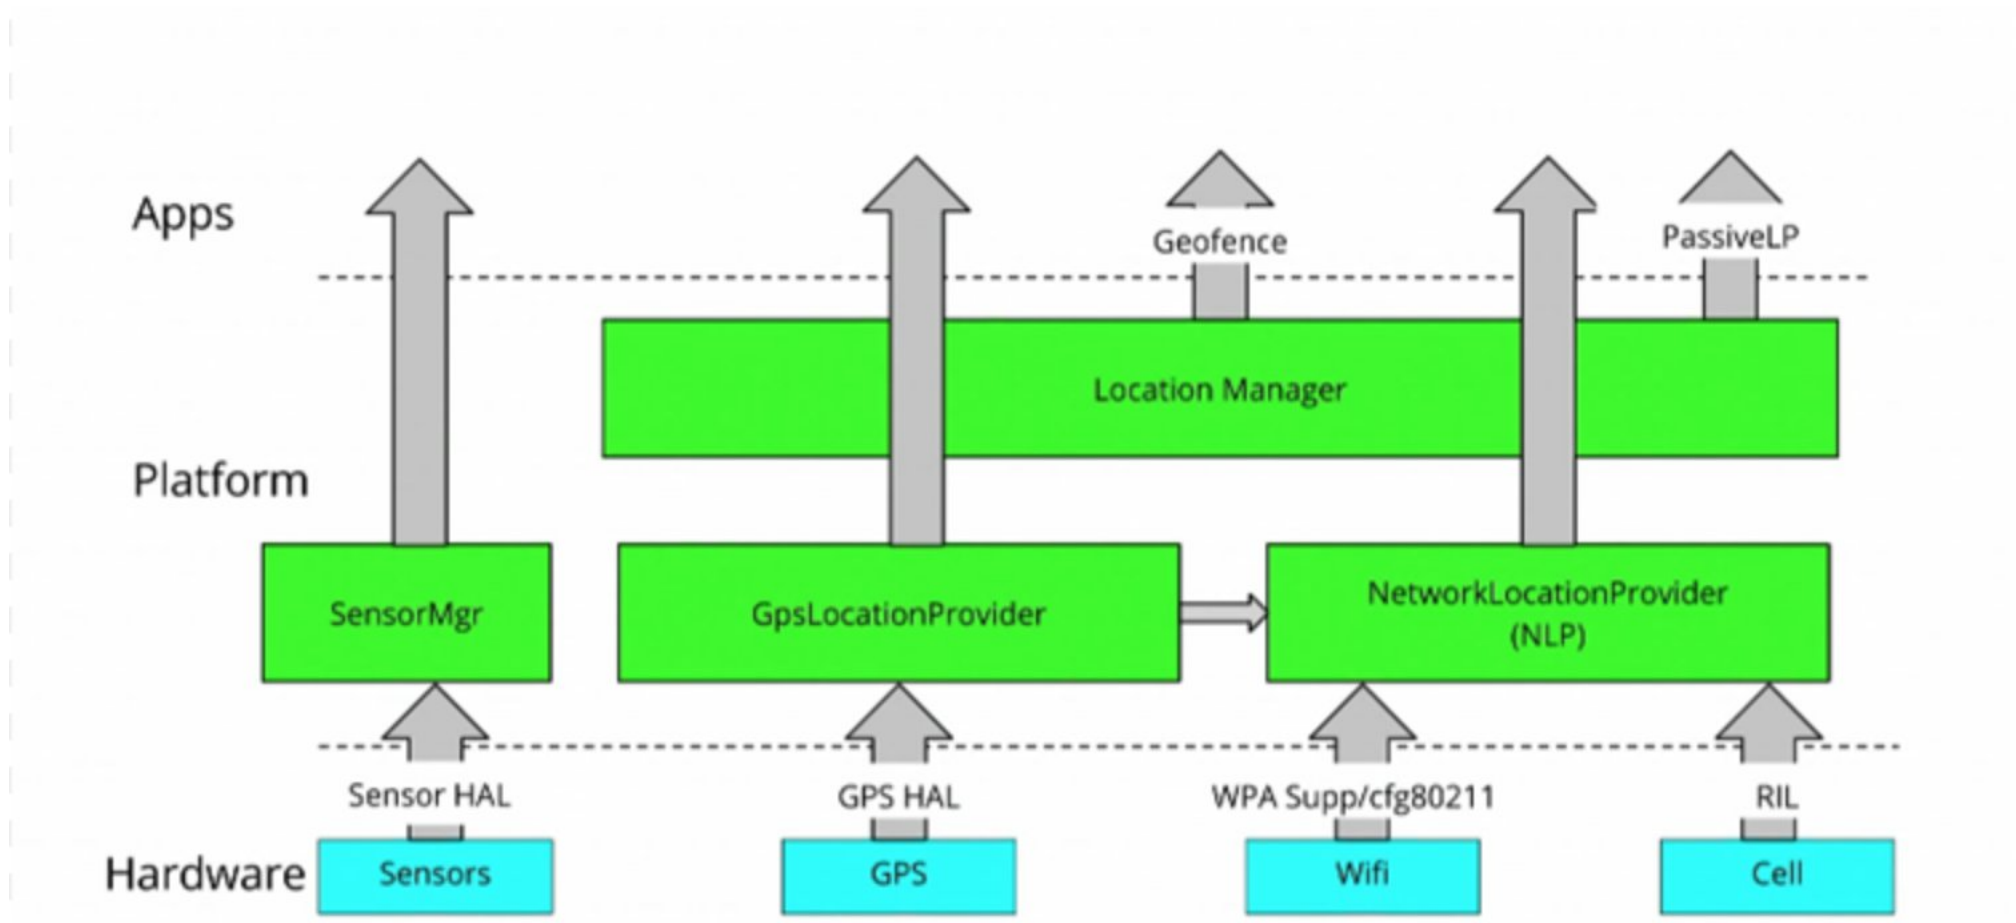 Apps
Geofence
PassiveLP
Location Manager
Platform
SensorMgr
GpsLocationProvider
NetworkLocationProvider
(NLP)
Sensor HAL
GPS HAL
WPA Supp/cfg80211
RIL
Hardware
Sensors
GPS
Wifi
Cell